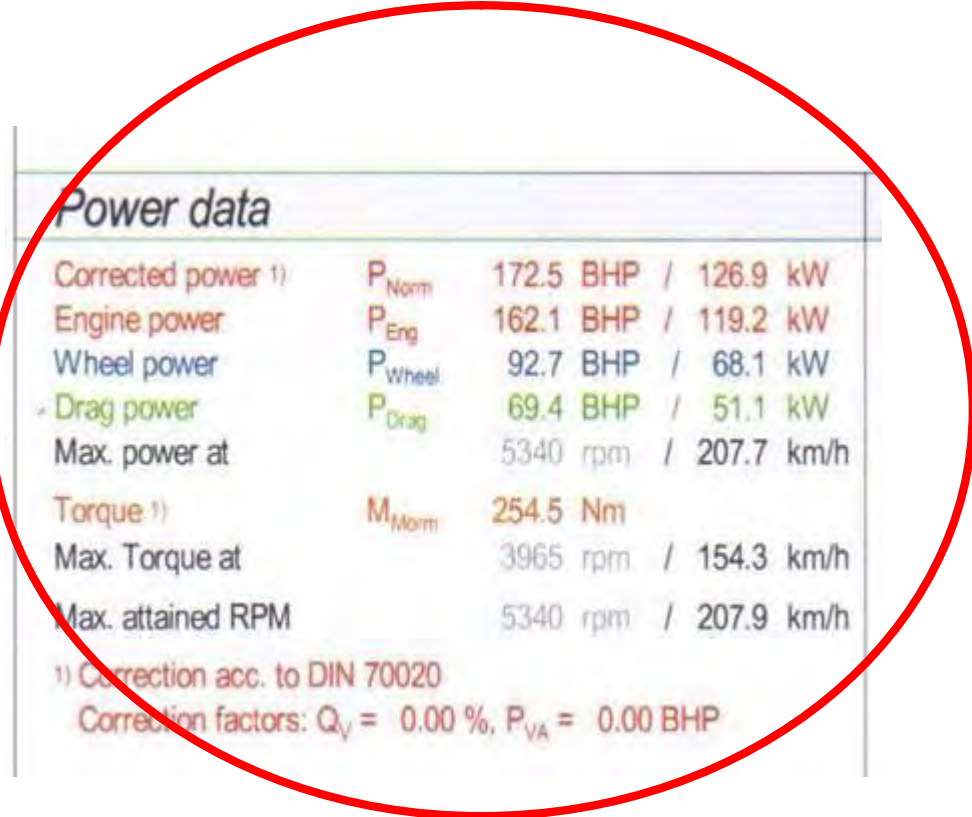 Power data
Corrected power 1) PNorm 172.5 BHP / 126.9 kW
Engine power PEng 162.1 BHP / 119.2 kW
Wheel power PWheel 92.7 BHP / 68.1 kW
Drag power PDrag 69.4 BHP / 51.1 kW
Max. power at 5340 rpm / 207.7 km/h
Torque 1) MMorm 254.5 Nm
Max. Torque at 3965 rpm / 154.3 km/h
Max. attained RPM 5340 rpm / 207.9 km/h
1) Correction acc. to DIN 70020
Correction factors: QV = 0.00 %, PVA = 0.00 BHP